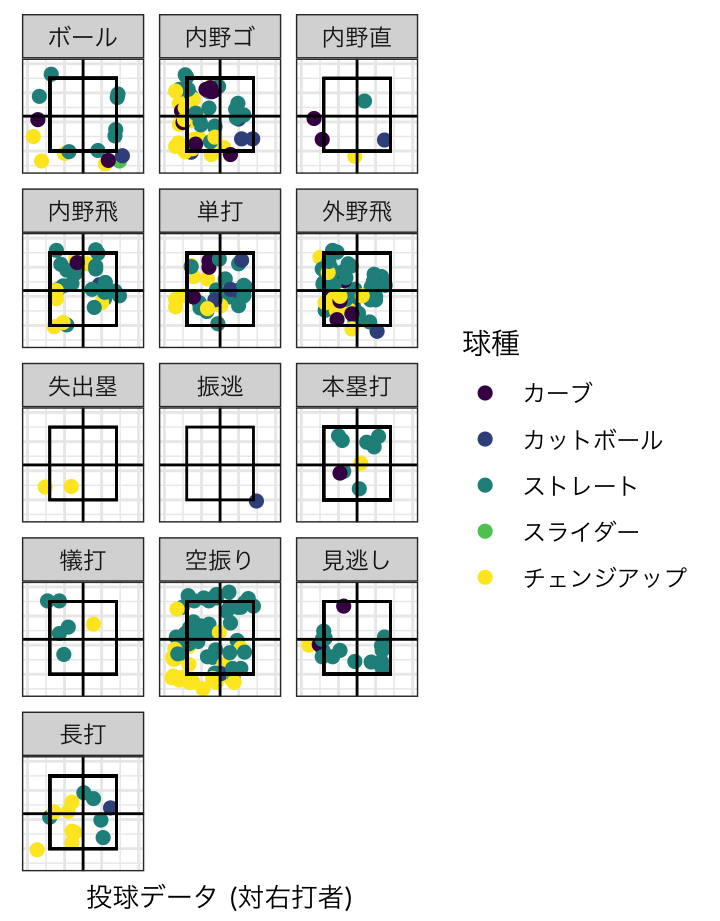 ボール
内野ゴ
内野直
内野飛
単打
外野飛
失出塁
振逃
本塁打
犠打
空振り
見逃し
長打
球種
カーブ
カットボール
ストレート
スライダー
チェンジアップ
投球データ (対右打者)